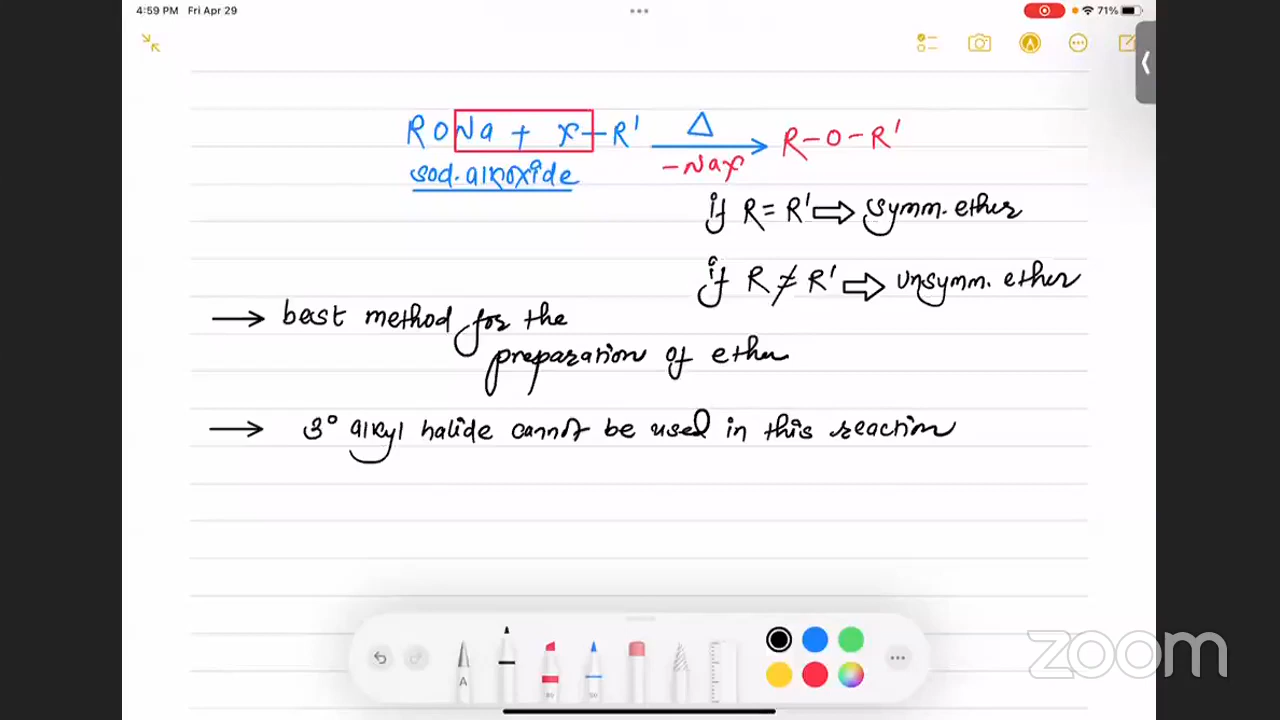 4:59 PM Fri Apr 29
71%
RONa + X-R' Δ R-O-R'
-NaX
sod. alkoxide
if R = R' ⇒ symm. ether
if R ≠ R' ⇒ unsymm. ether
→ best method for the
preparation of ether
→ 3° alkyl halide cannot be used in this reaction
A
zoom